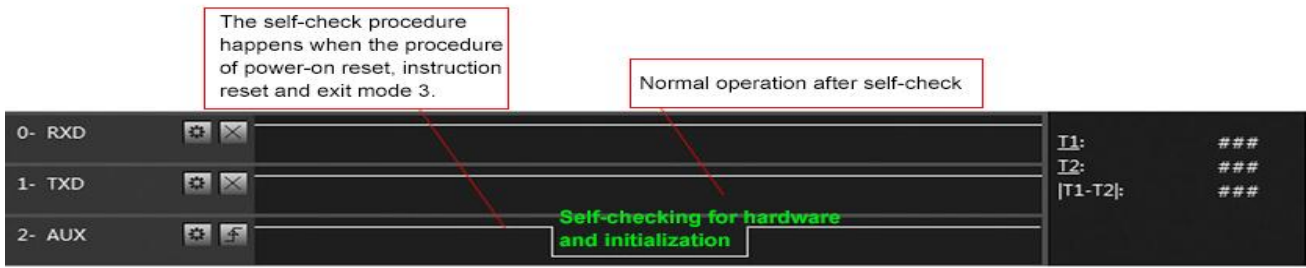 The self-check procedure
happens when the procedure
of power-on reset, instruction
reset and exit mode 3.
Normal operation after self-check
0- RXD
1- TXD
2- AUX
Self-checking for hardware
and initialization
T1: ###
T2: ###
|T1-T2|: ###